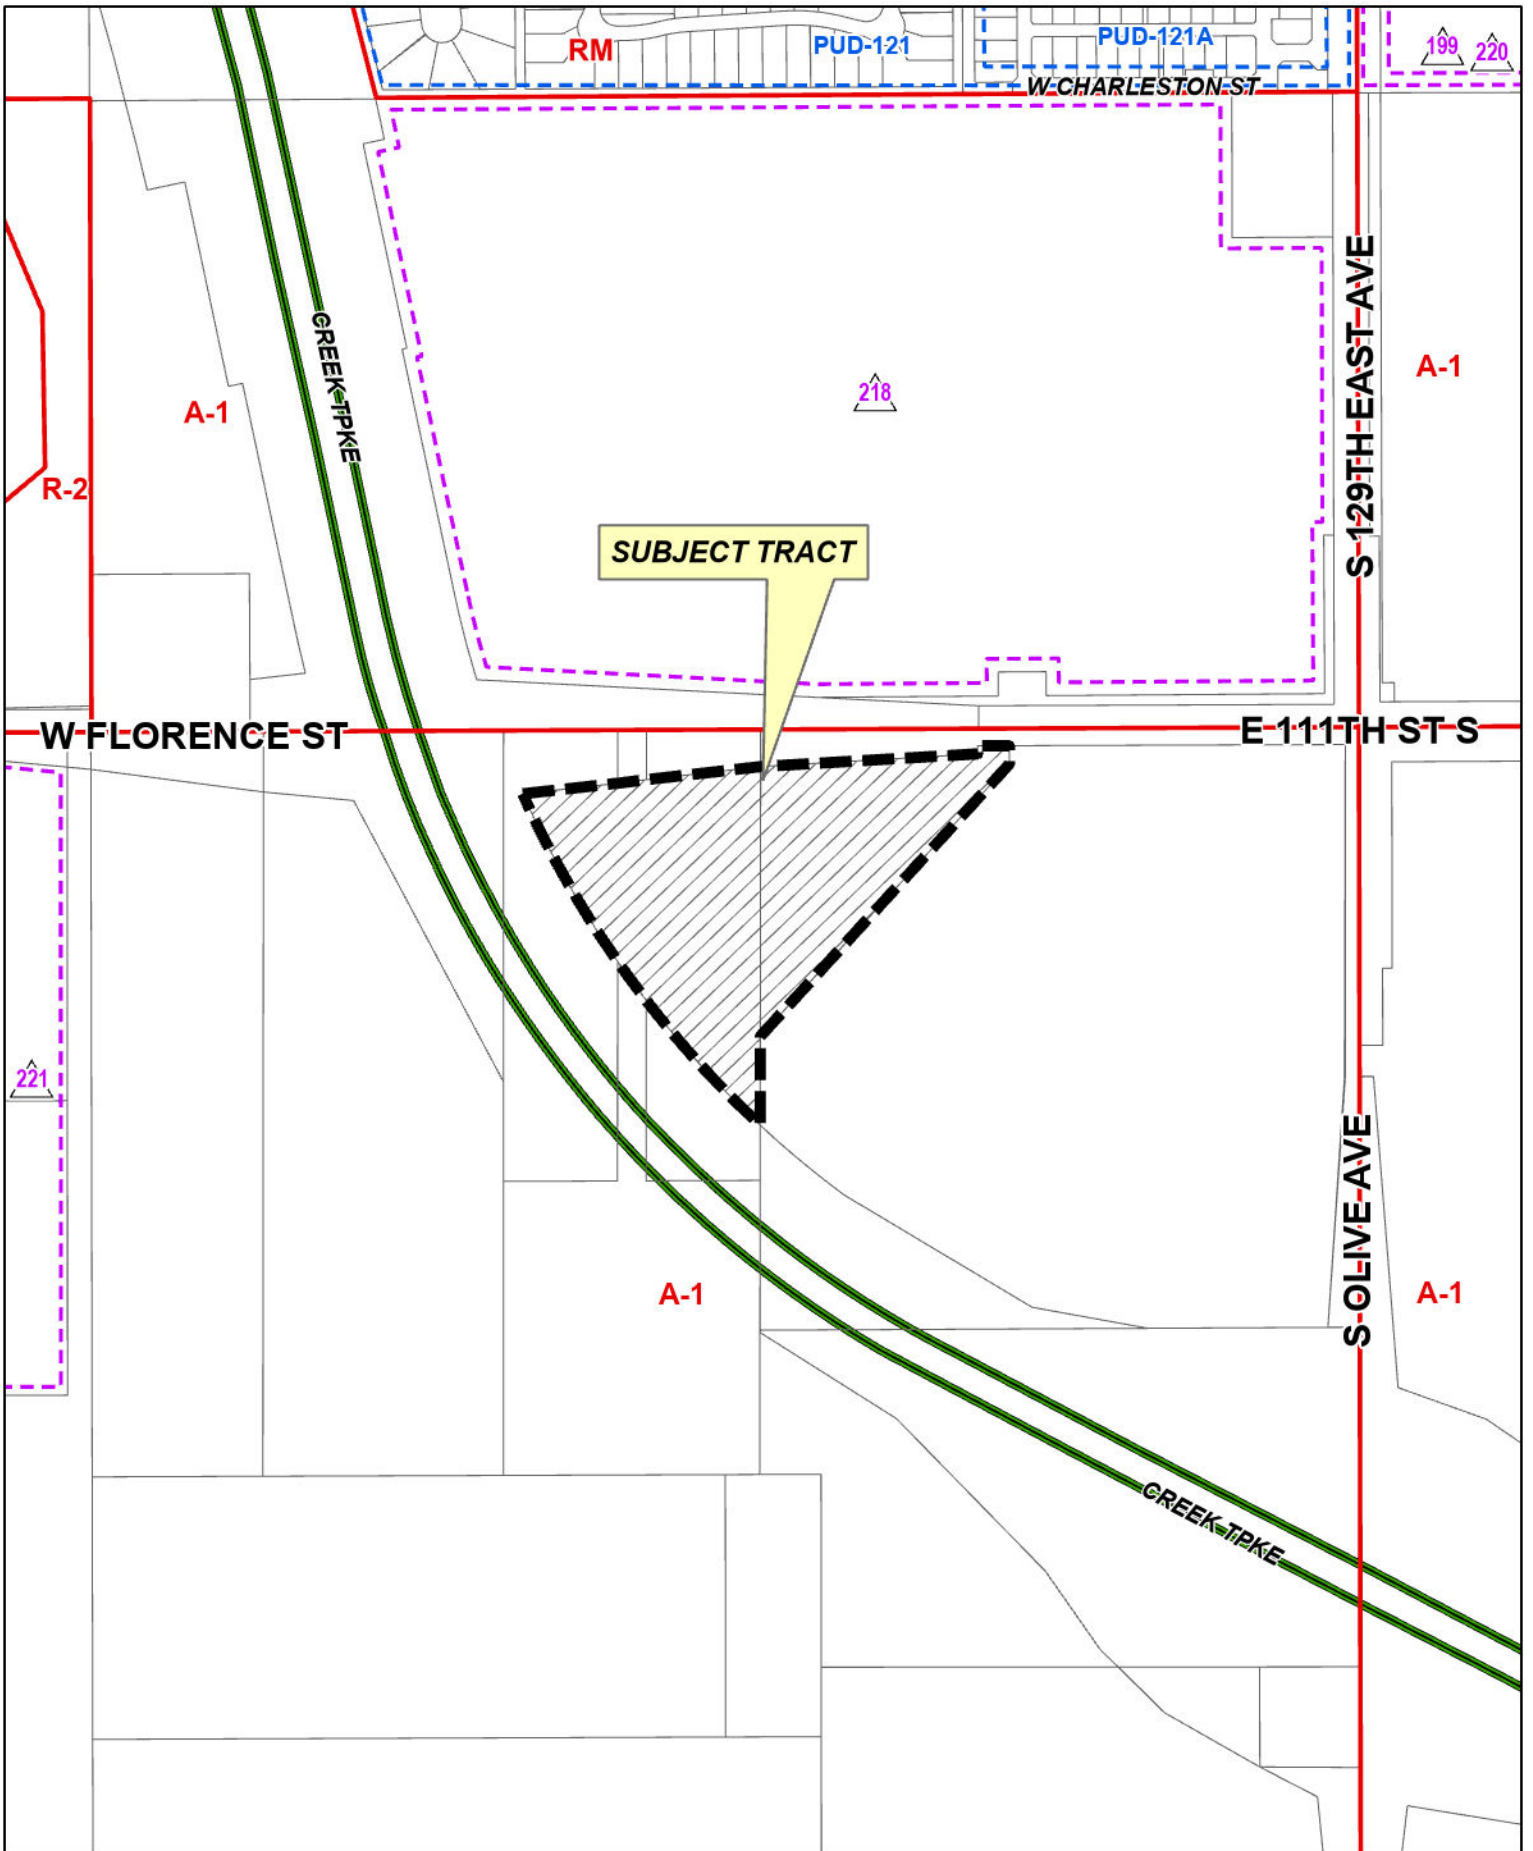 RM
PUD-121
PUD-121A
199
220
W CHARLESTON ST
CREEK TPKE
A-1
218
S 129TH EAST AVE
A-1
R-2
SUBJECT TRACT
W FLORENCE ST
E 111TH ST S
221
A-1
S OLIVE AVE
A-1
CREEK TPKE